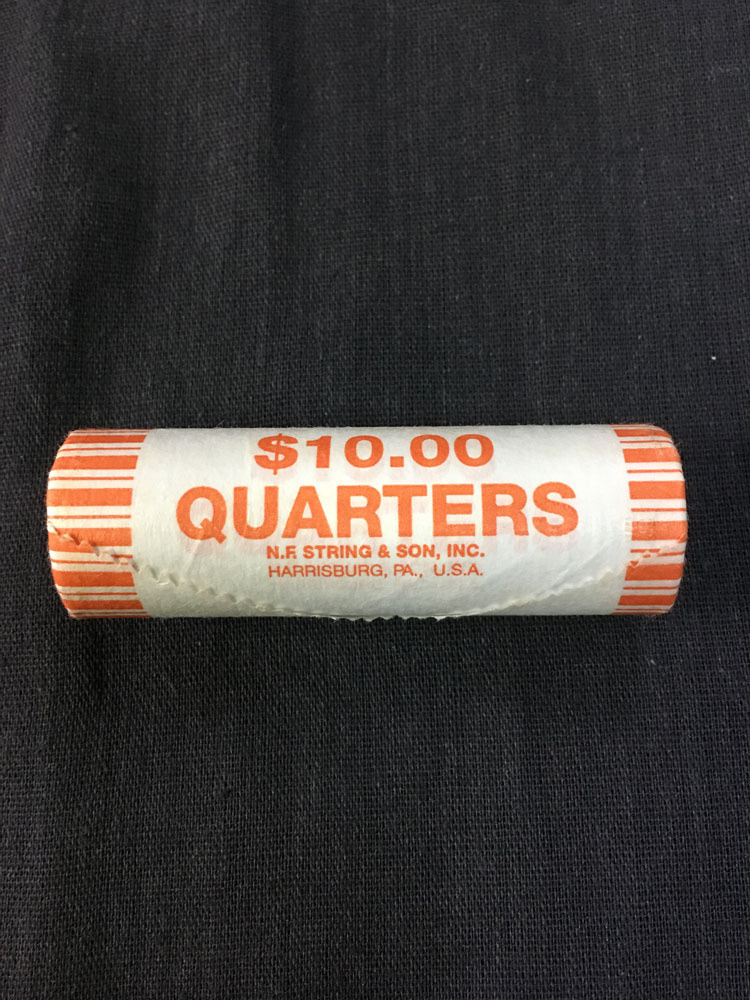 $10.00
QUARTERS
N.F. STRING & SON, INC.
HARRISBURG, PA., U.S.A.